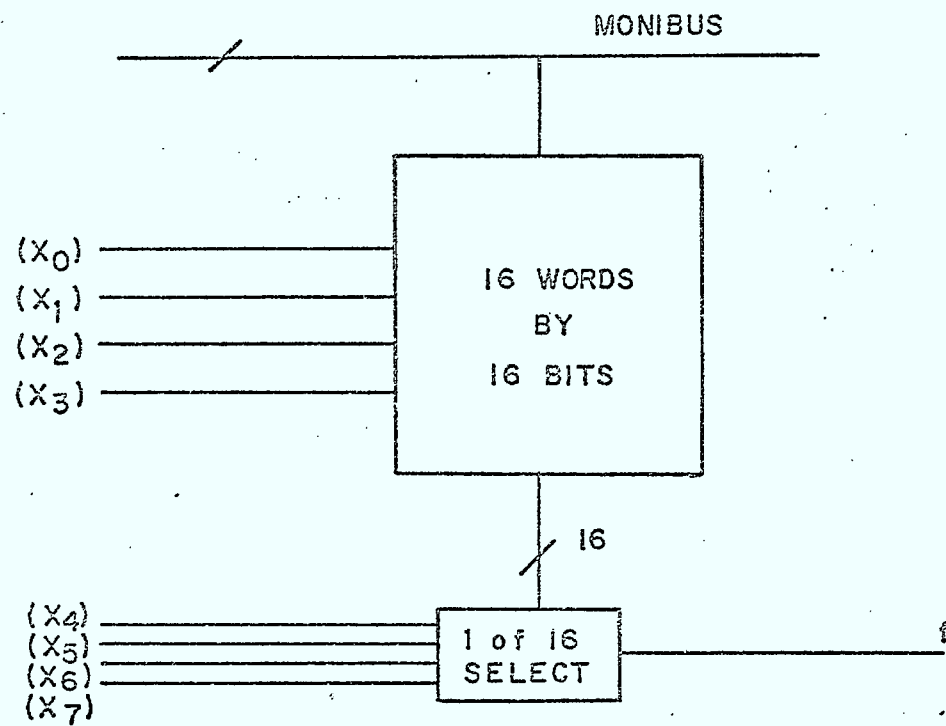 MONIBUS
(X0)
(X1)
(X2)
(X3)
16 WORDS
BY
16 BITS
16
(X4)
(X5)
(X6)
(X7)
1 of 16
SELECT
f